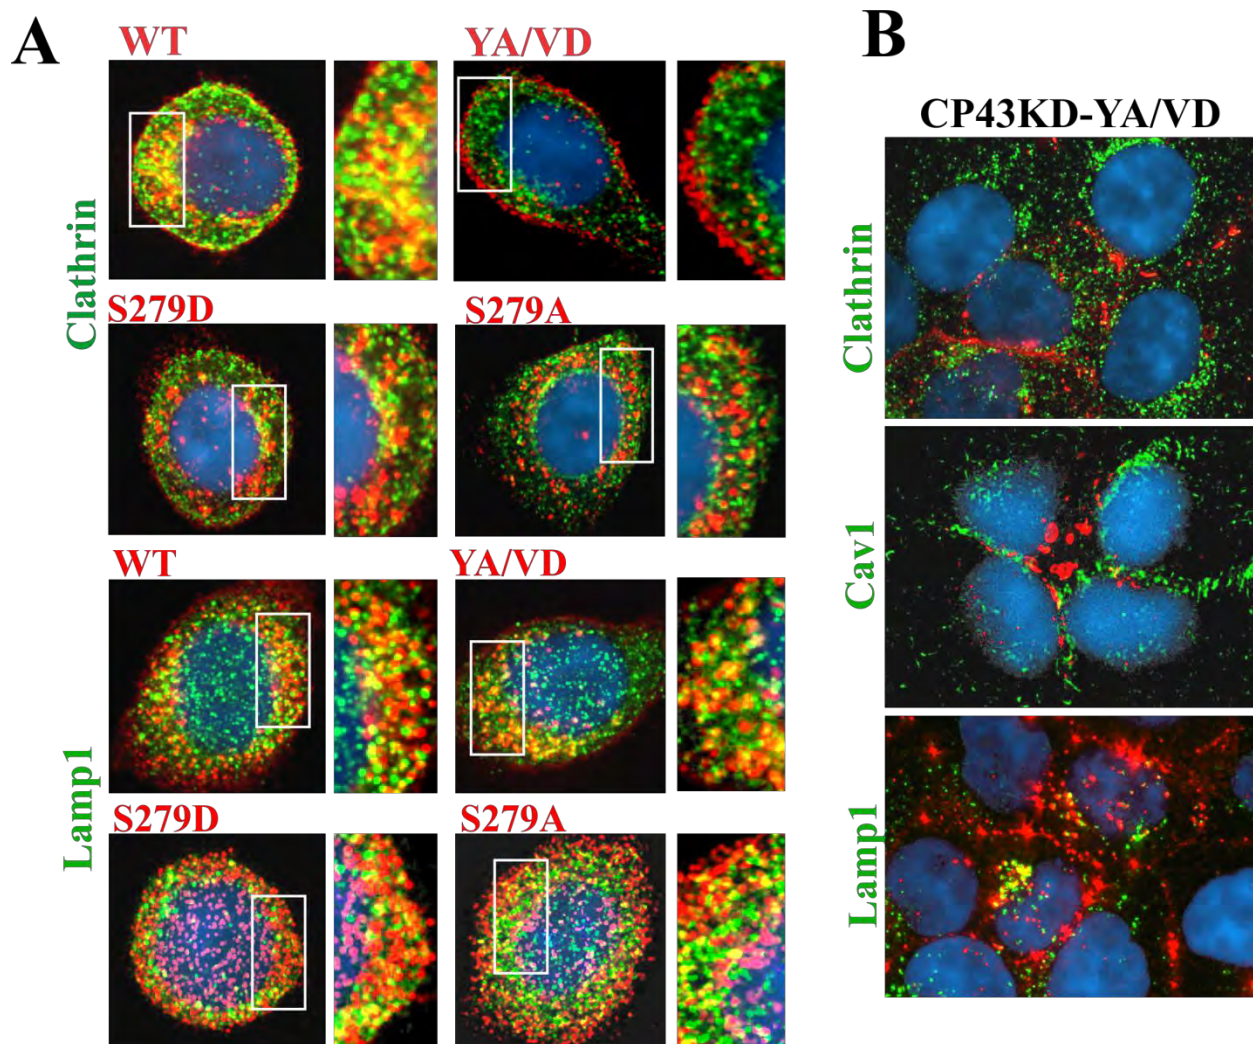 A
B
WT
YA/VD
CP43KD-YA/VD
Clathrin
S279D
S279A
Clathrin
WT
YA/VD
Cav1
Lamp1
S279D
S279A
Lamp1